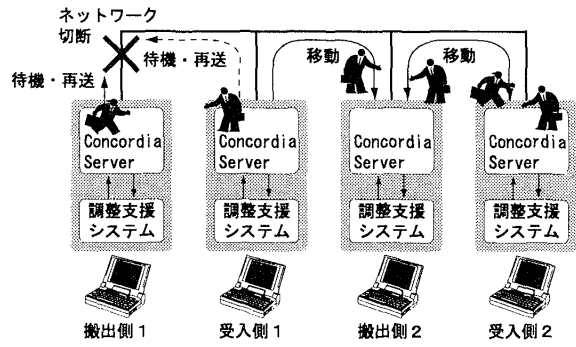 ネットワーク
切断
待機・再送
待機・再送
移動
移動
Concordia
Server
Concordia
Server
Concordia
Server
Concordia
Server
調整支援
システム
調整支援
システム
調整支援
システム
調整支援
システム
搬出側1
受入側1
搬出側2
受入側2